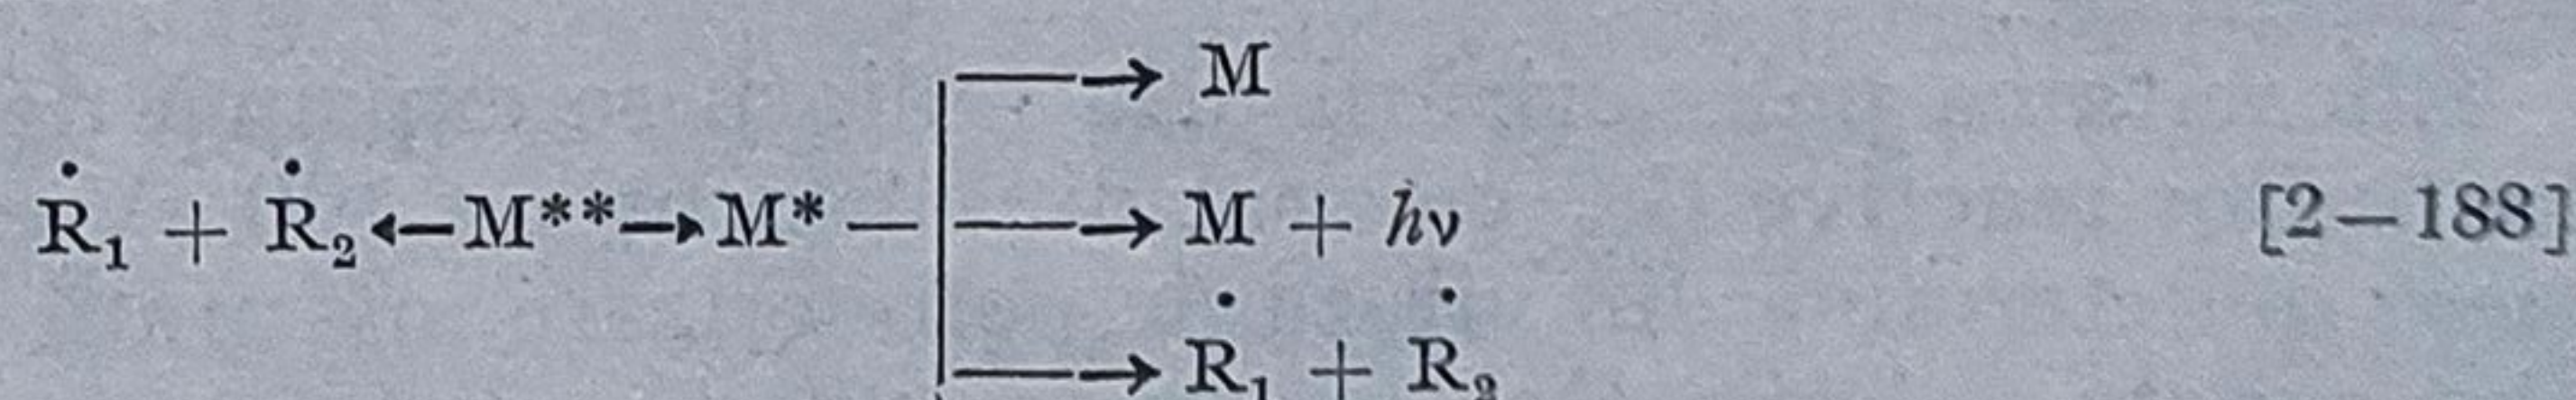 ⟶ M
Ṙ₁ + Ṙ₂ ← M** → M* — ⟶ M + hν [2—188]
⟶ Ṙ₁ + Ṙ₂